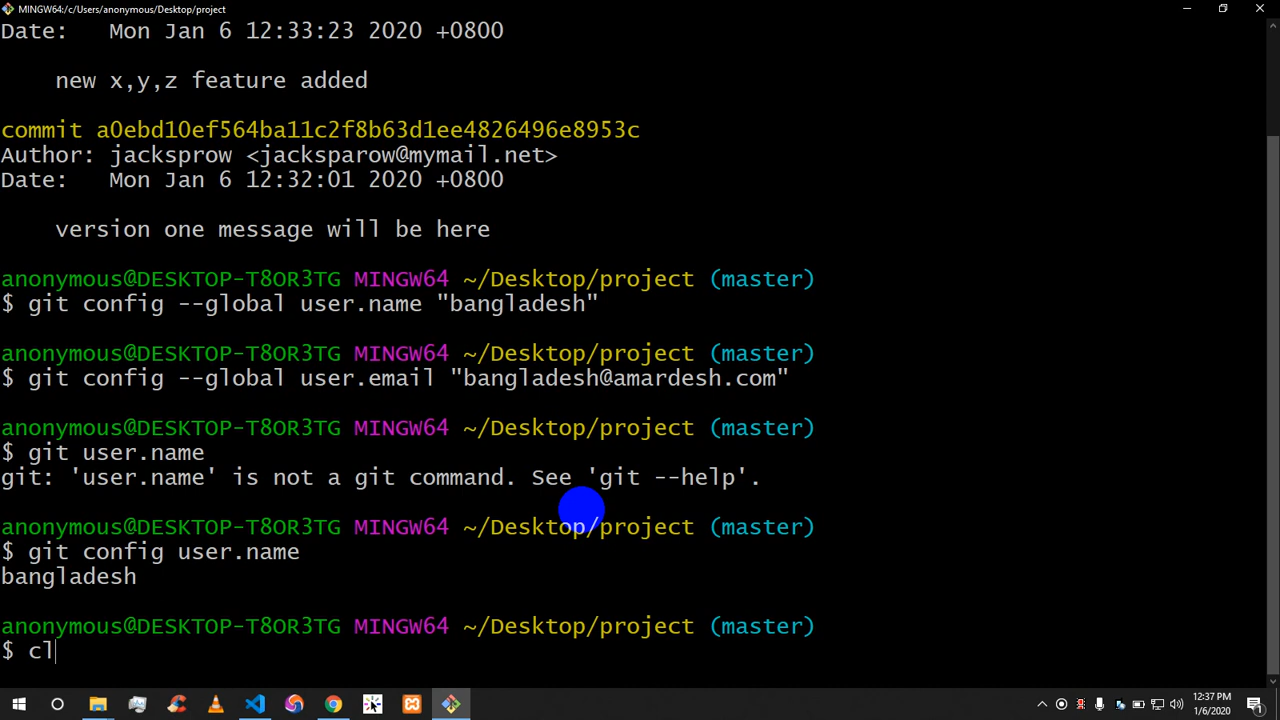 MINGW64:/c/Users/anonymous/Desktop/project
Date:   Mon Jan 6 12:33:23 2020 +0800
new x,y,z feature added
commit a0ebd10ef564ba11c2f8b63d1ee4826496e8953c
Author: jacksprow <jacksparow@mymail.net>
Date:   Mon Jan 6 12:32:01 2020 +0800
version one message will be here
anonymous@DESKTOP-T8OR3TG MINGW64 ~/Desktop/project (master)
$ git config --global user.name "bangladesh"
anonymous@DESKTOP-T8OR3TG MINGW64 ~/Desktop/project (master)
$ git config --global user.email "bangladesh@amardesh.com"
anonymous@DESKTOP-T8OR3TG MINGW64 ~/Desktop/project (master)
$ git user.name
git: 'user.name' is not a git command. See 'git --help'.
anonymous@DESKTOP-T8OR3TG MINGW64 ~/Desktop/project (master)
$ git config user.name
bangladesh
anonymous@DESKTOP-T8OR3TG MINGW64 ~/Desktop/project (master)
$ cl
12:37 PM
1/6/2020
1